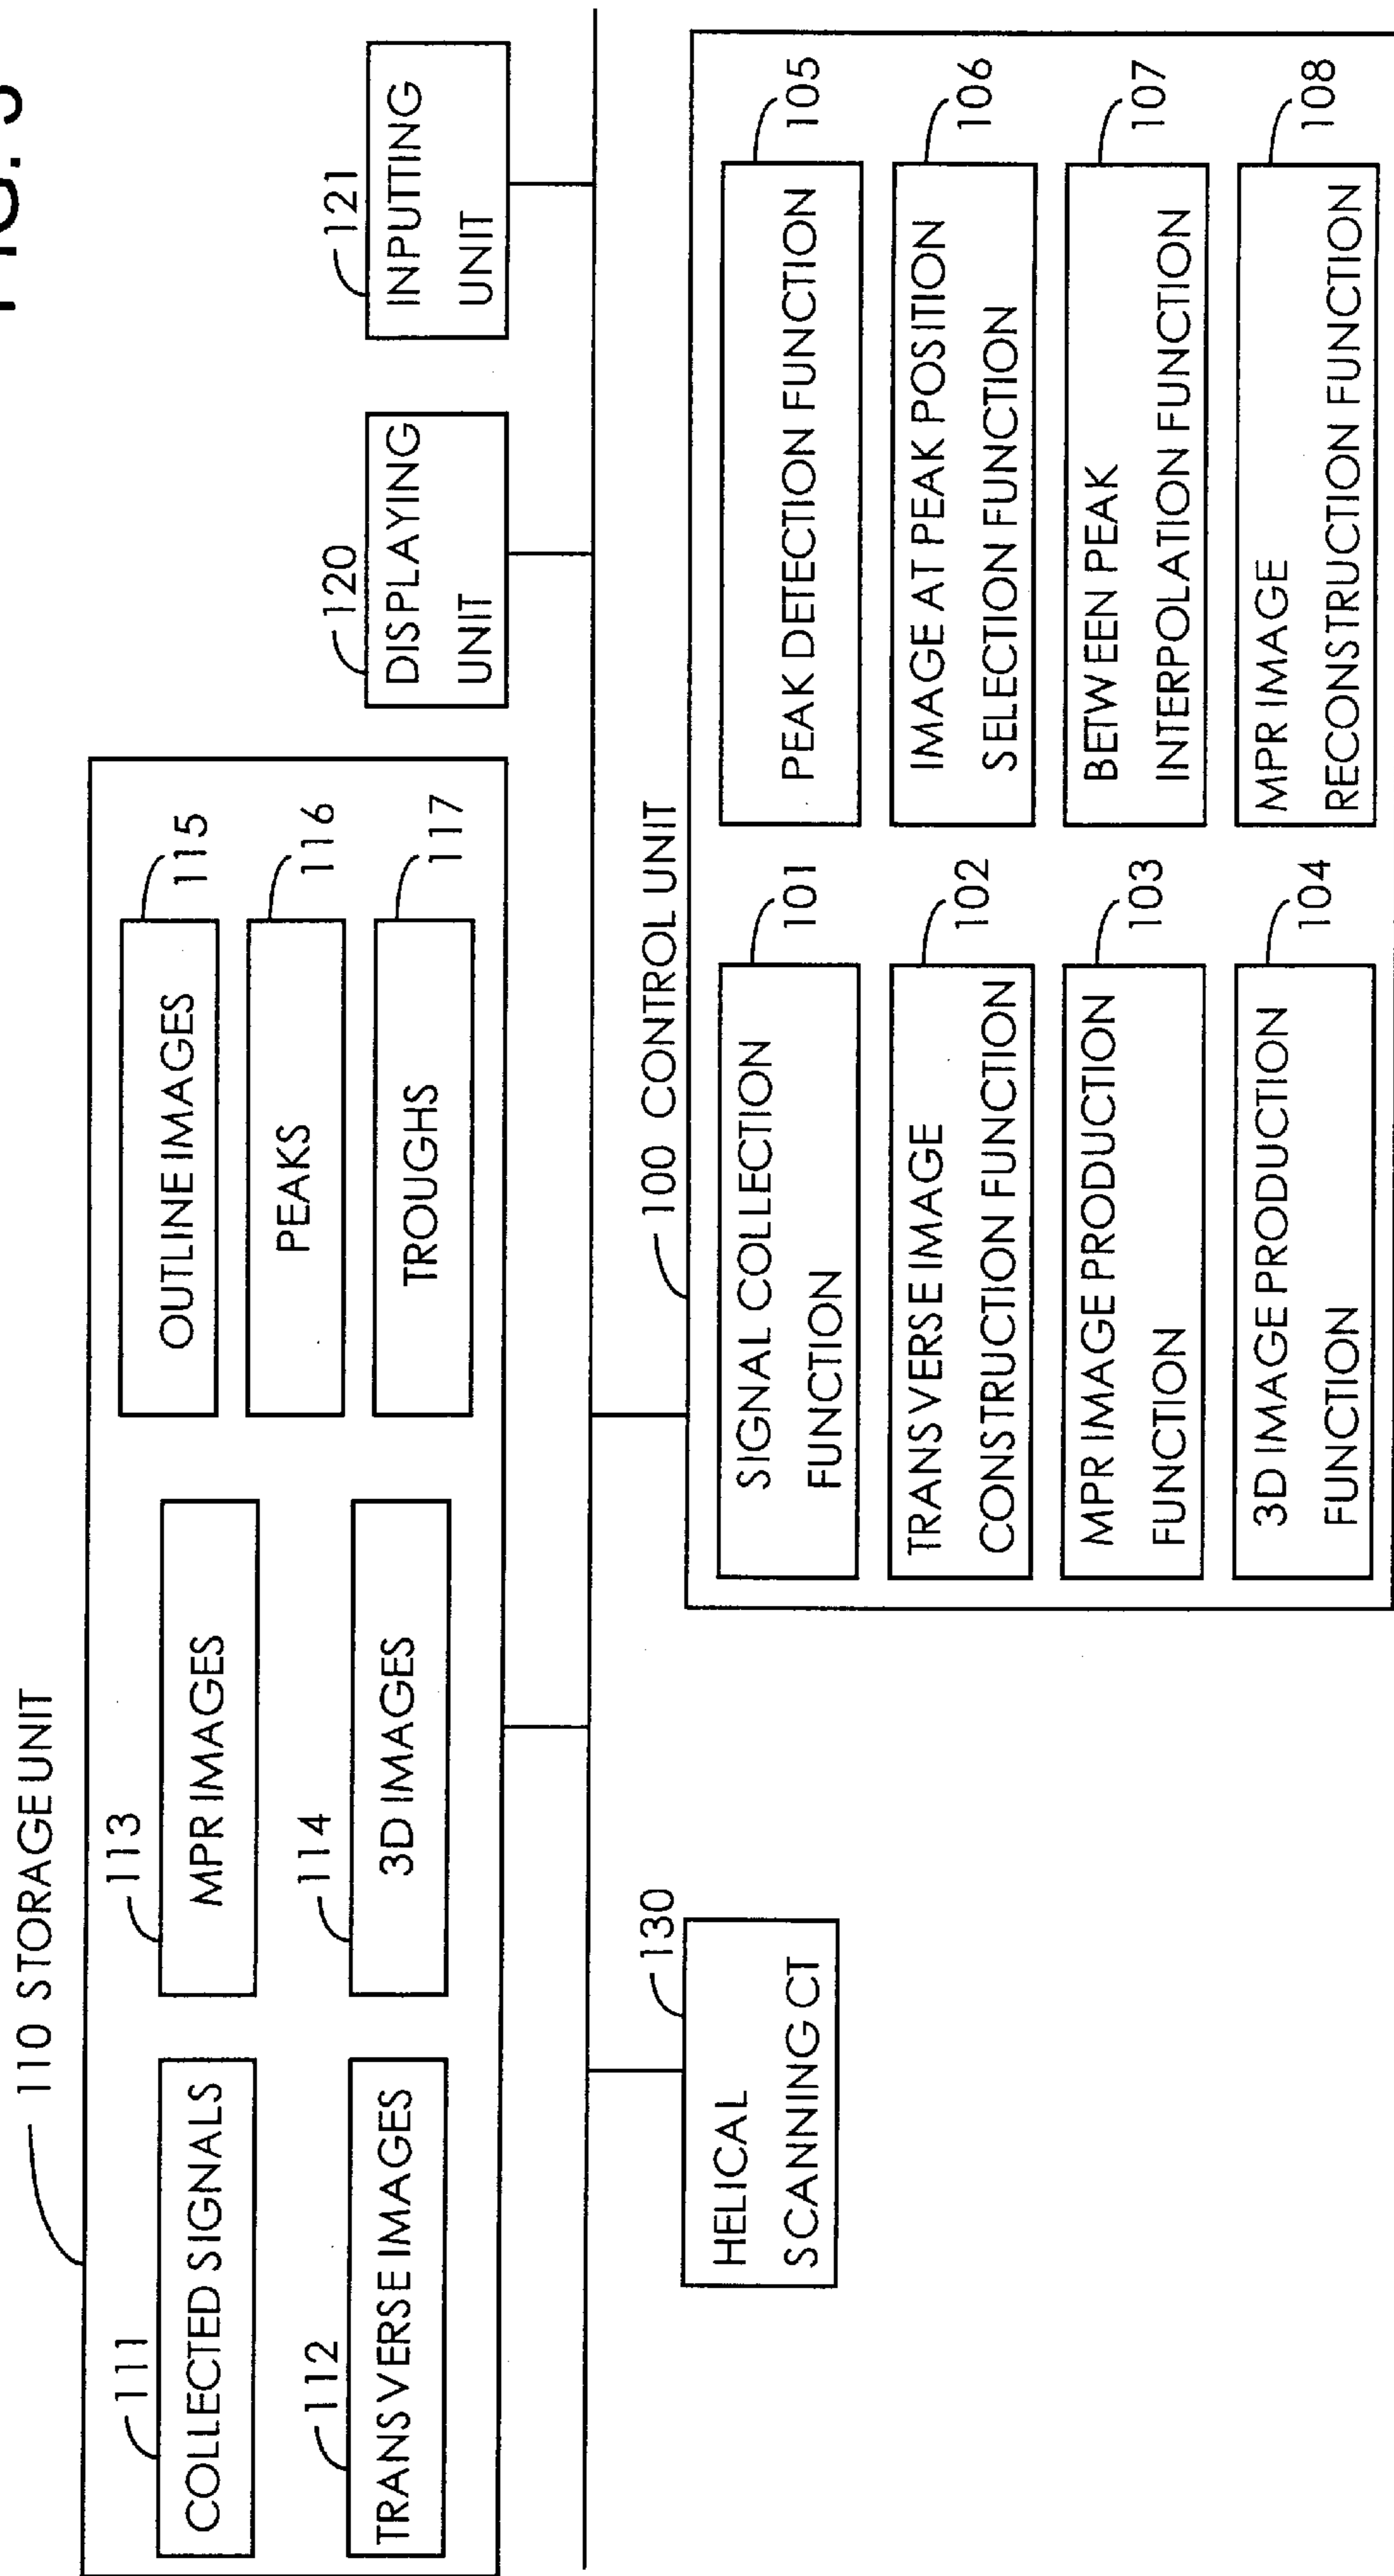 FIG. 3
110 STORAGE UNIT
111
COLLECTED SIGNALS
112
TRANSVERSE IMAGES
113
MPR IMAGES
114
3D IMAGES
OUTLINE IMAGES
115
PEAKS
116
TROUGHS
117
120
DISPLAYING
UNIT
121
INPUTTING
UNIT
130
HELICAL
SCANNING CT
100 CONTROL UNIT
SIGNAL COLLECTION
FUNCTION
101
TRANSVERSE IMAGE
CONSTRUCTION FUNCTION
102
MPR IMAGE PRODUCTION
FUNCTION
103
3D IMAGE PRODUCTION
FUNCTION
104
PEAK DETECTION FUNCTION
105
IMAGE AT PEAK POSITION
SELECTION FUNCTION
106
BETWEEN PEAK
INTERPOLATION FUNCTION
107
MPR IMAGE
RECONSTRUCTION FUNCTION
108